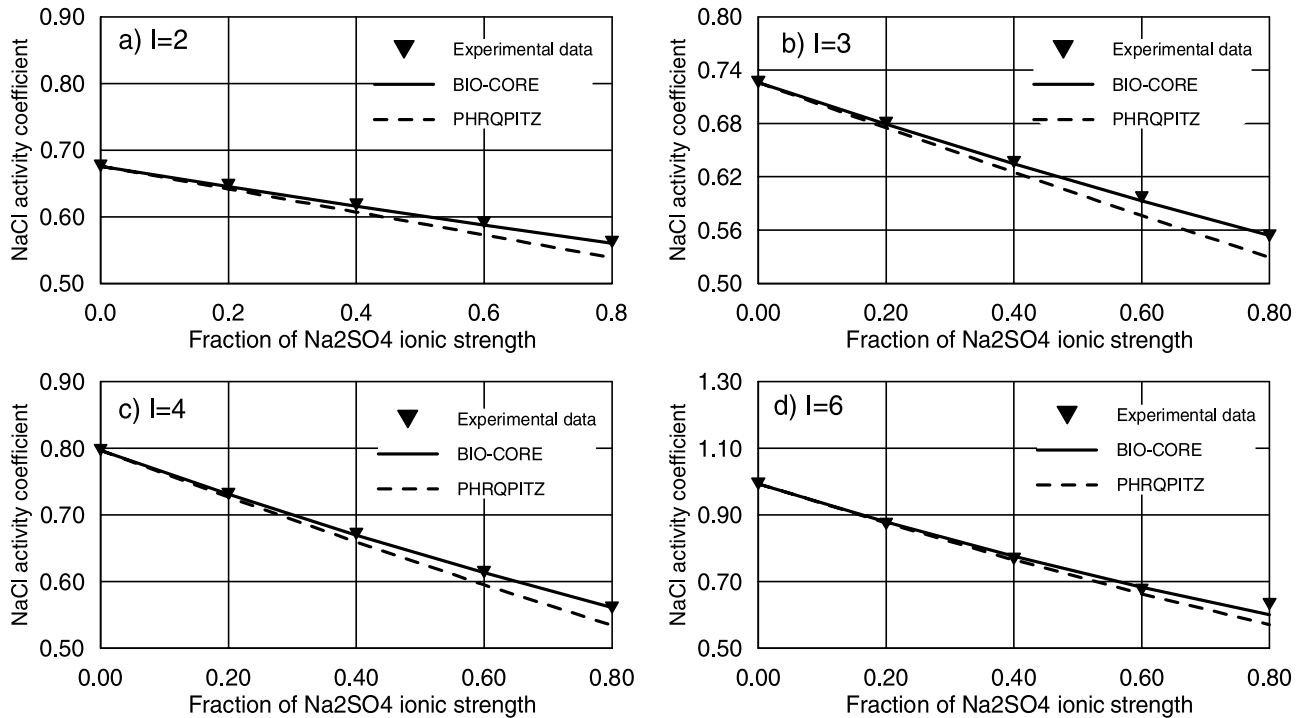 a) I=2
Experimental data
BIO-CORE
PHRQPITZ
NaCl activity coefficient
0.90
0.80
0.70
0.60
0.50
0.0 0.2 0.4 0.6 0.8
Fraction of Na2SO4 ionic strength
b) I=3
Experimental data
BIO-CORE
PHRQPITZ
NaCl activity coefficient
0.80
0.74
0.68
0.62
0.56
0.50
0.00 0.20 0.40 0.60 0.80
Fraction of Na2SO4 ionic strength
c) I=4
Experimental data
BIO-CORE
PHRQPITZ
NaCl activity coefficient
0.90
0.80
0.70
0.60
0.50
0.00 0.20 0.40 0.60 0.80
Fraction of Na2SO4 ionic strength
d) I=6
Experimental data
BIO-CORE
PHRQPITZ
NaCl activity coefficient
1.30
1.10
0.90
0.70
0.50
0.00 0.20 0.40 0.60 0.80
Fraction of Na2SO4 ionic strength